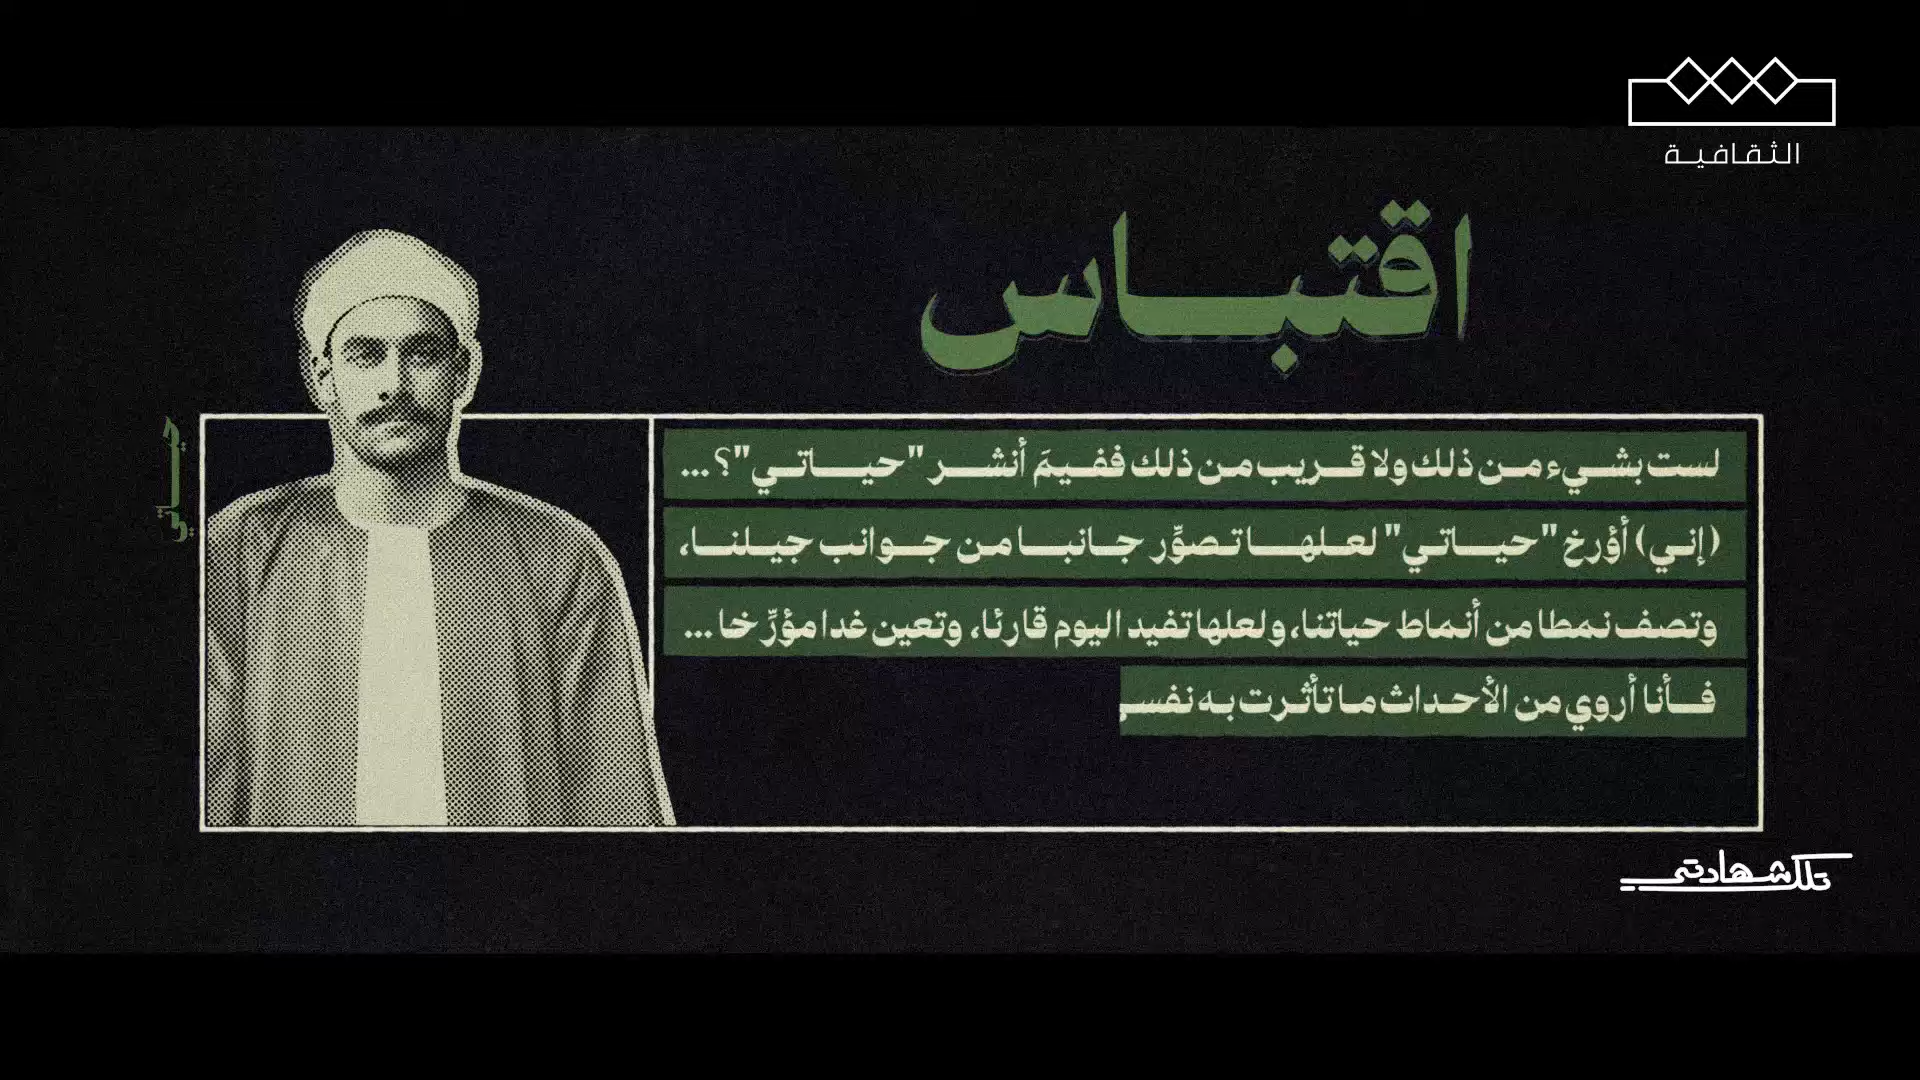 الثقافية
اقتباس
لست بشيء من ذلك ولا قريب من ذلك ففيمَ أنشر "حياتي"؟ ...
(إني) أؤرخ "حياتي" لعلها تصوِّر جانبا من جوانب جيلنا،
وتصف نمطا من أنماط حياتنا، ولعلها تفيد اليوم قارئا، وتعين غدا مؤرِّخا ...
فأنا أروي من الأحداث ما تأثرت به نفسي
حياتي
تلك شهادتي